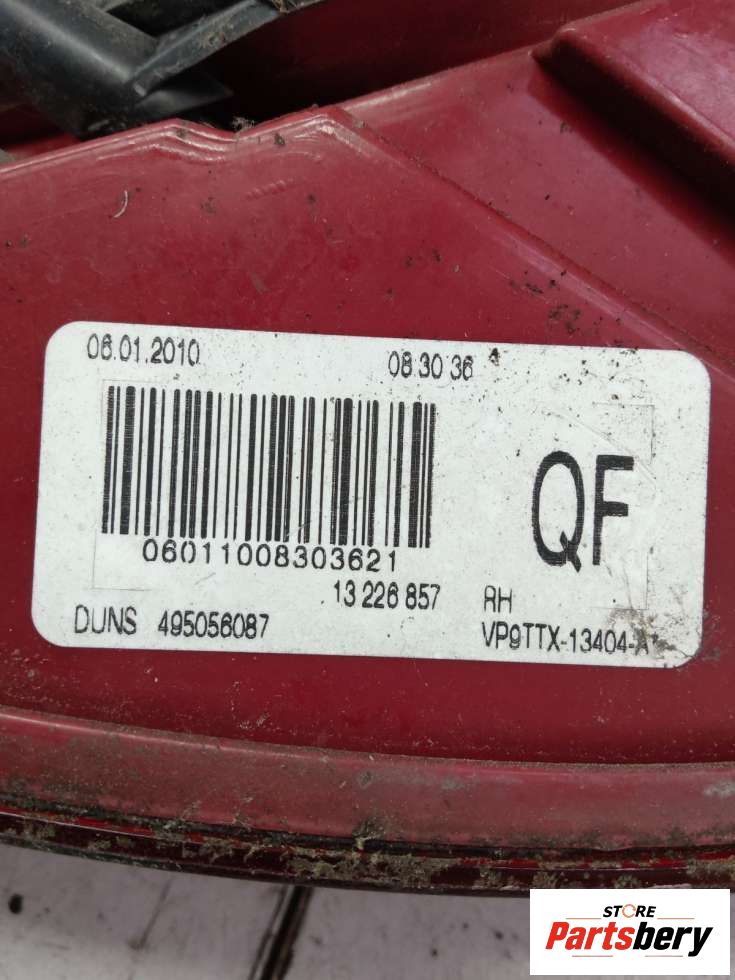 06.01.2010 08 30 36
QF
06011008303621
13 226 857 RH
DUNS 495056087 VP9TTX-13404-A
STORE
Partsbery